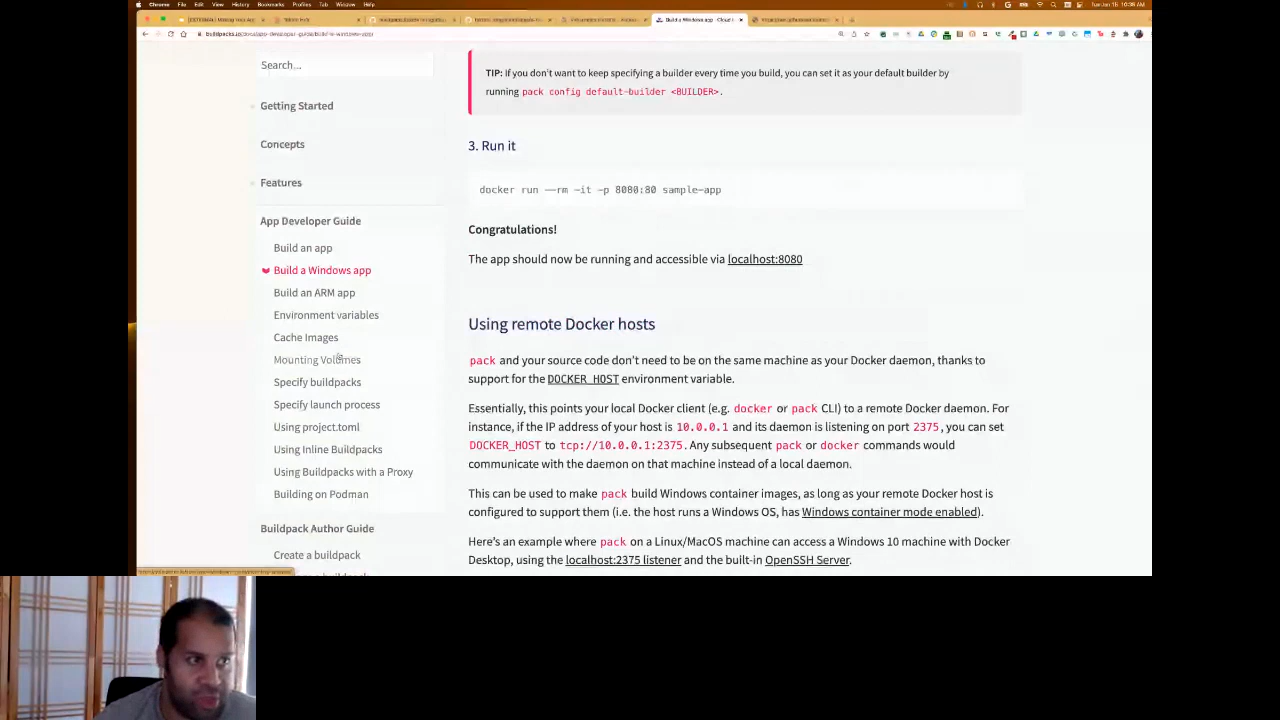 Chrome File Edit View History Bookmarks Profiles Tab Window Help
Build a Windows app
Search...
Getting Started
Concepts
Features
App Developer Guide
Build an app
Build a Windows app
Build an ARM app
Environment variables
Cache Images
Mounting Volumes
Specify buildpacks
Specify launch process
Using project.toml
Using Inline Buildpacks
Using Buildpacks with a Proxy
Building on Podman
Buildpack Author Guide
Create a buildpack
TIP: If you don't want to keep specifying a builder every time you build, you can set it as your default builder by
running pack config default-builder <BUILDER>.
3. Run it
docker run --rm -it -p 8080:80 sample-app
Congratulations!
The app should now be running and accessible via localhost:8080
Using remote Docker hosts
pack and your source code don't need to be on the same machine as your Docker daemon, thanks to
support for the DOCKER_HOST environment variable.
Essentially, this points your local Docker client (e.g. docker or pack CLI) to a remote Docker daemon. For
instance, if the IP address of your host is 10.0.0.1 and its daemon is listening on port 2375, you can set
DOCKER_HOST to tcp://10.0.0.1:2375. Any subsequent pack or docker commands would
communicate with the daemon on that machine instead of a local daemon.
This can be used to make pack build Windows container images, as long as your remote Docker host is
configured to support them (i.e. the host runs a Windows OS, has Windows container mode enabled).
Here's an example where pack on a Linux/MacOS machine can access a Windows 10 machine with Docker
Desktop, using the localhost:2375 listener and the built-in OpenSSH Server.